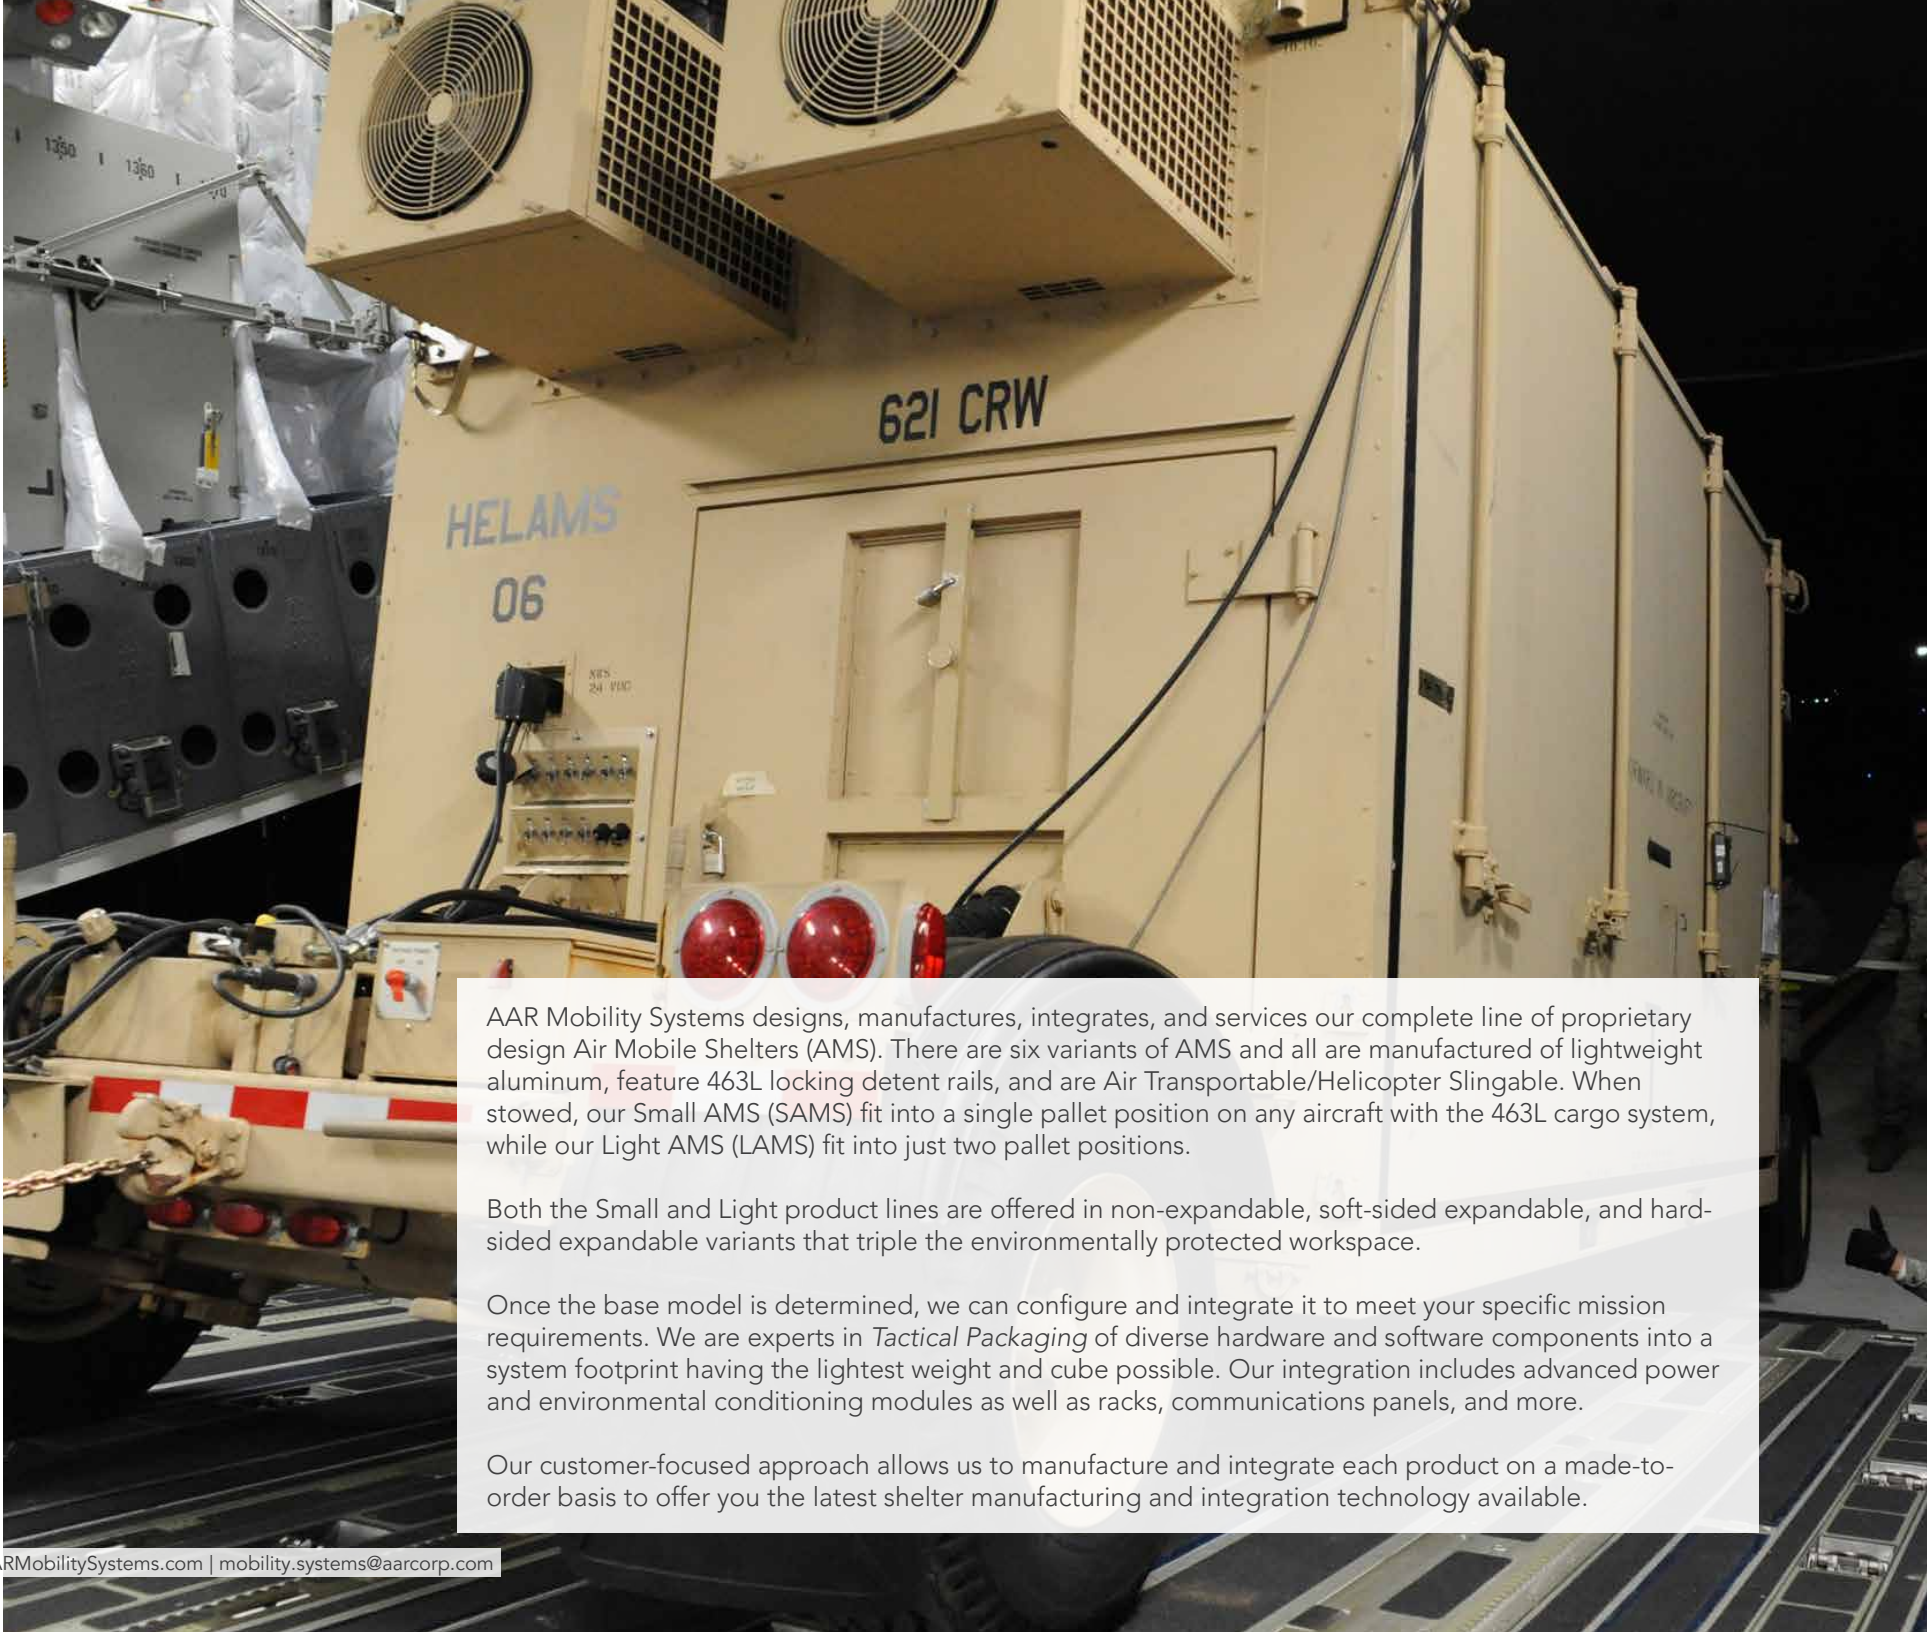 1350
1360
621 CRW
HELAMS
06
24 VDC
AAR Mobility Systems designs, manufactures, integrates, and services our complete line of proprietary
design Air Mobile Shelters (AMS). There are six variants of AMS and all are manufactured of lightweight
aluminum, feature 463L locking detent rails, and are Air Transportable/Helicopter Slingable. When
stowed, our Small AMS (SAMS) fit into a single pallet position on any aircraft with the 463L cargo system,
while our Light AMS (LAMS) fit into just two pallet positions.
Both the Small and Light product lines are offered in non-expandable, soft-sided expandable, and hard-
sided expandable variants that triple the environmentally protected workspace.
Once the base model is determined, we can configure and integrate it to meet your specific mission
requirements. We are experts in Tactical Packaging of diverse hardware and software components into a
system footprint having the lightest weight and cube possible. Our integration includes advanced power
and environmental conditioning modules as well as racks, communications panels, and more.
Our customer-focused approach allows us to manufacture and integrate each product on a made-to-
order basis to offer you the latest shelter manufacturing and integration technology available.
ARMobilitySystems.com | mobility.systems@aarcorp.com